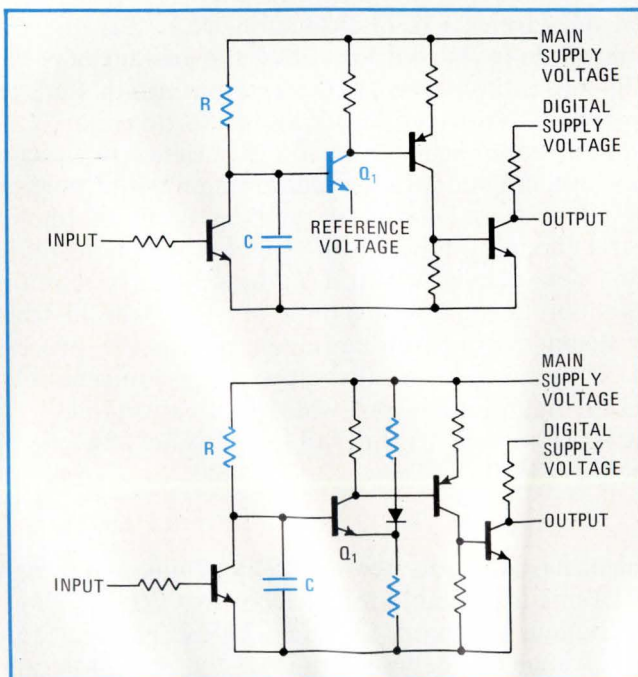 MAIN
SUPPLY
VOLTAGE
R
DIGITAL
SUPPLY
VOLTAGE
Q1
OUTPUT
REFERENCE
VOLTAGE
INPUT
C
MAIN
SUPPLY
VOLTAGE
R
DIGITAL
SUPPLY
VOLTAGE
OUTPUT
Q1
INPUT
C